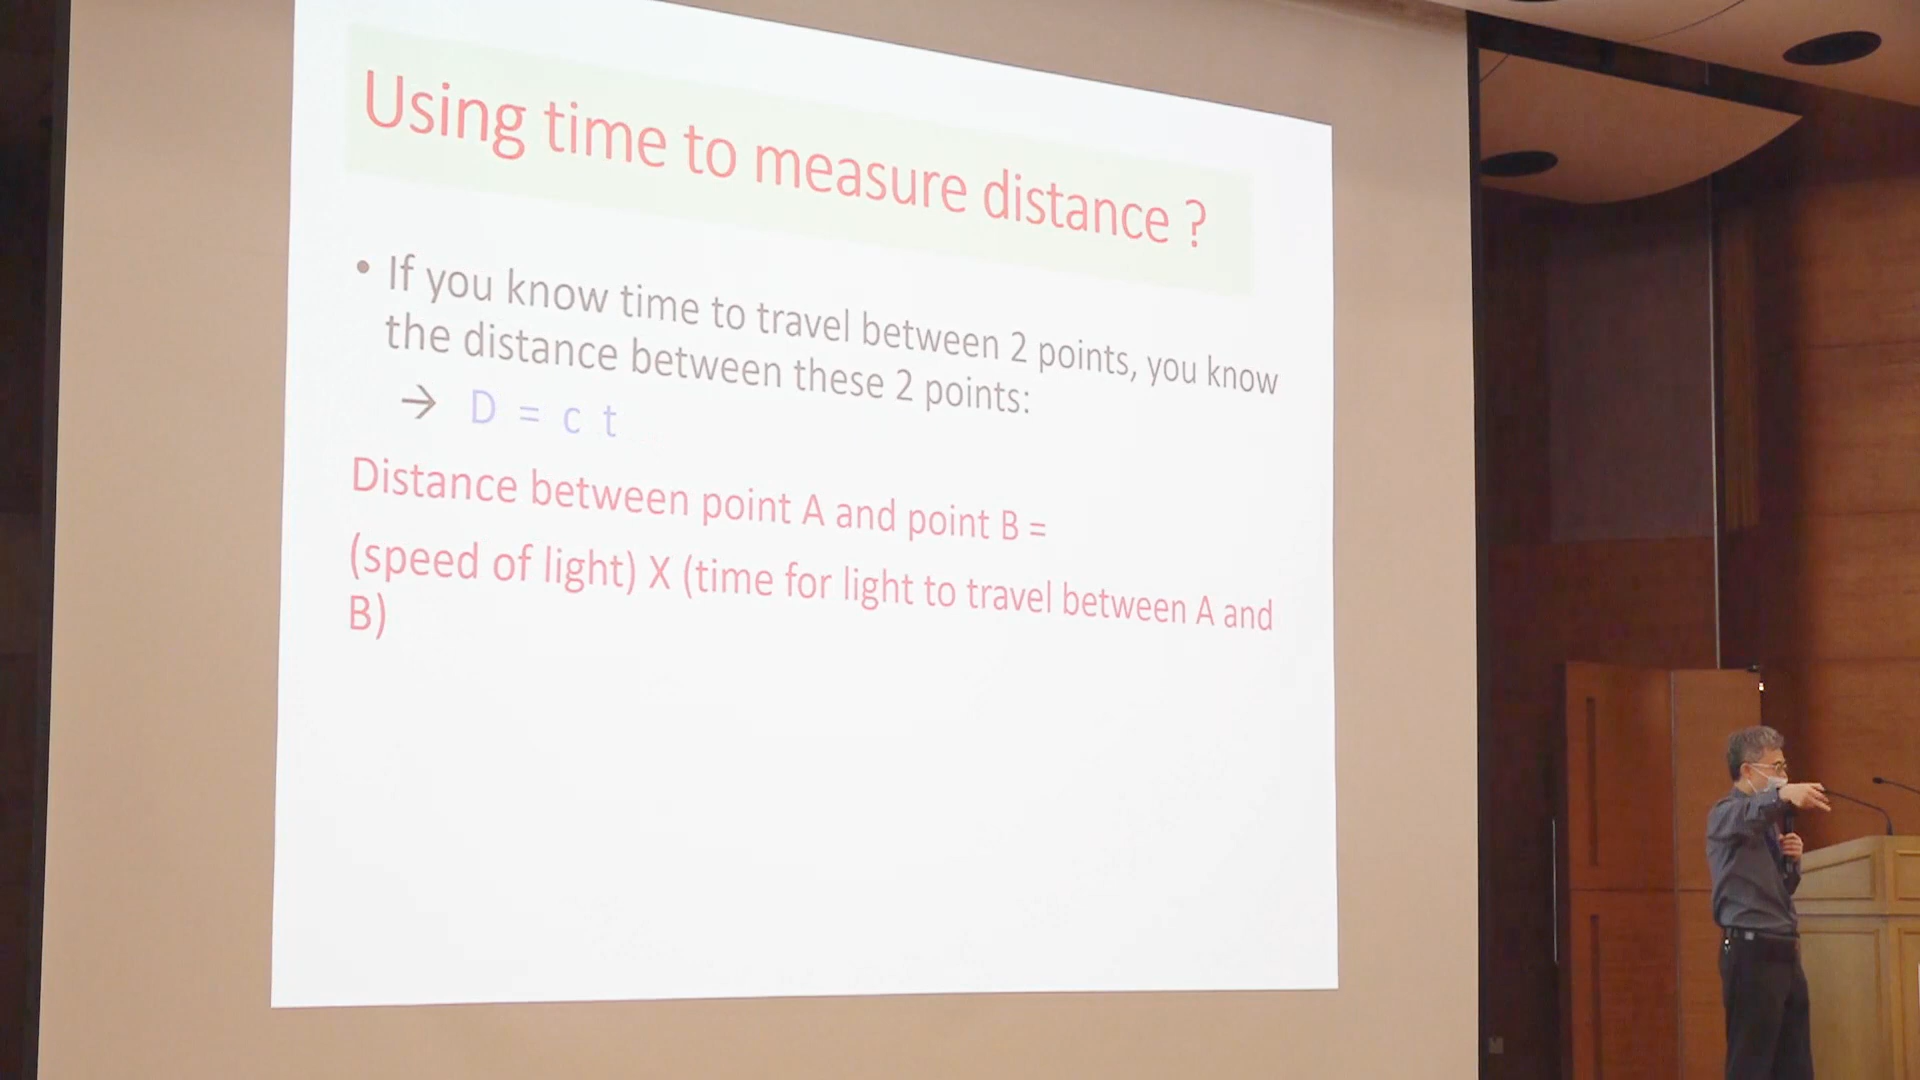 Using time to measure distance ?
• If you know time to travel between 2 points, you know
the distance between these 2 points:
→ D = c t
Distance between point A and point B =
(speed of light) X (time for light to travel between A and
B)